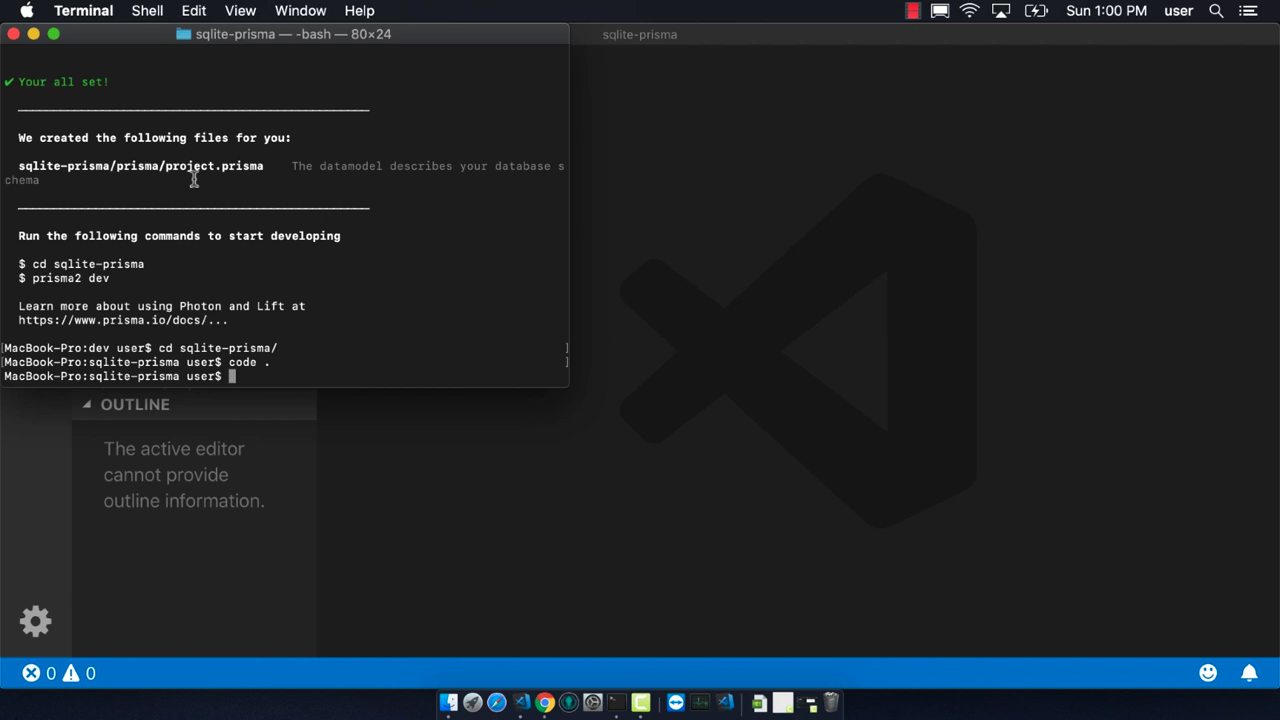 Terminal Shell Edit View Window Help Sun 1:00 PM user
sqlite-prisma — -bash — 80×24
sqlite-prisma
✔ Your all set!
We created the following files for you:
sqlite-prisma/prisma/project.prisma The datamodel describes your database s
chema
Run the following commands to start developing
$ cd sqlite-prisma
$ prisma2 dev
Learn more about using Photon and Lift at
https://www.prisma.io/docs/...
[MacBook-Pro:dev user$ cd sqlite-prisma/ ]
[MacBook-Pro:sqlite-prisma user$ code . ]
MacBook-Pro:sqlite-prisma user$
OUTLINE
The active editor
cannot provide
outline information.
0 0